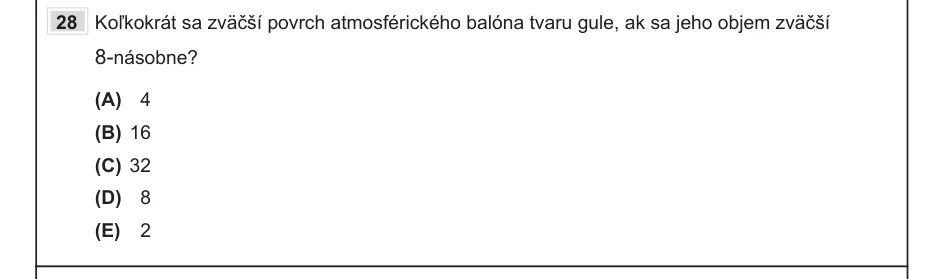 28 Koľkokrát sa zväčší povrch atmosférického balóna tvaru gule, ak sa jeho objem zväčší
8-násobne?
(A) 4
(B) 16
(C) 32
(D) 8
(E) 2